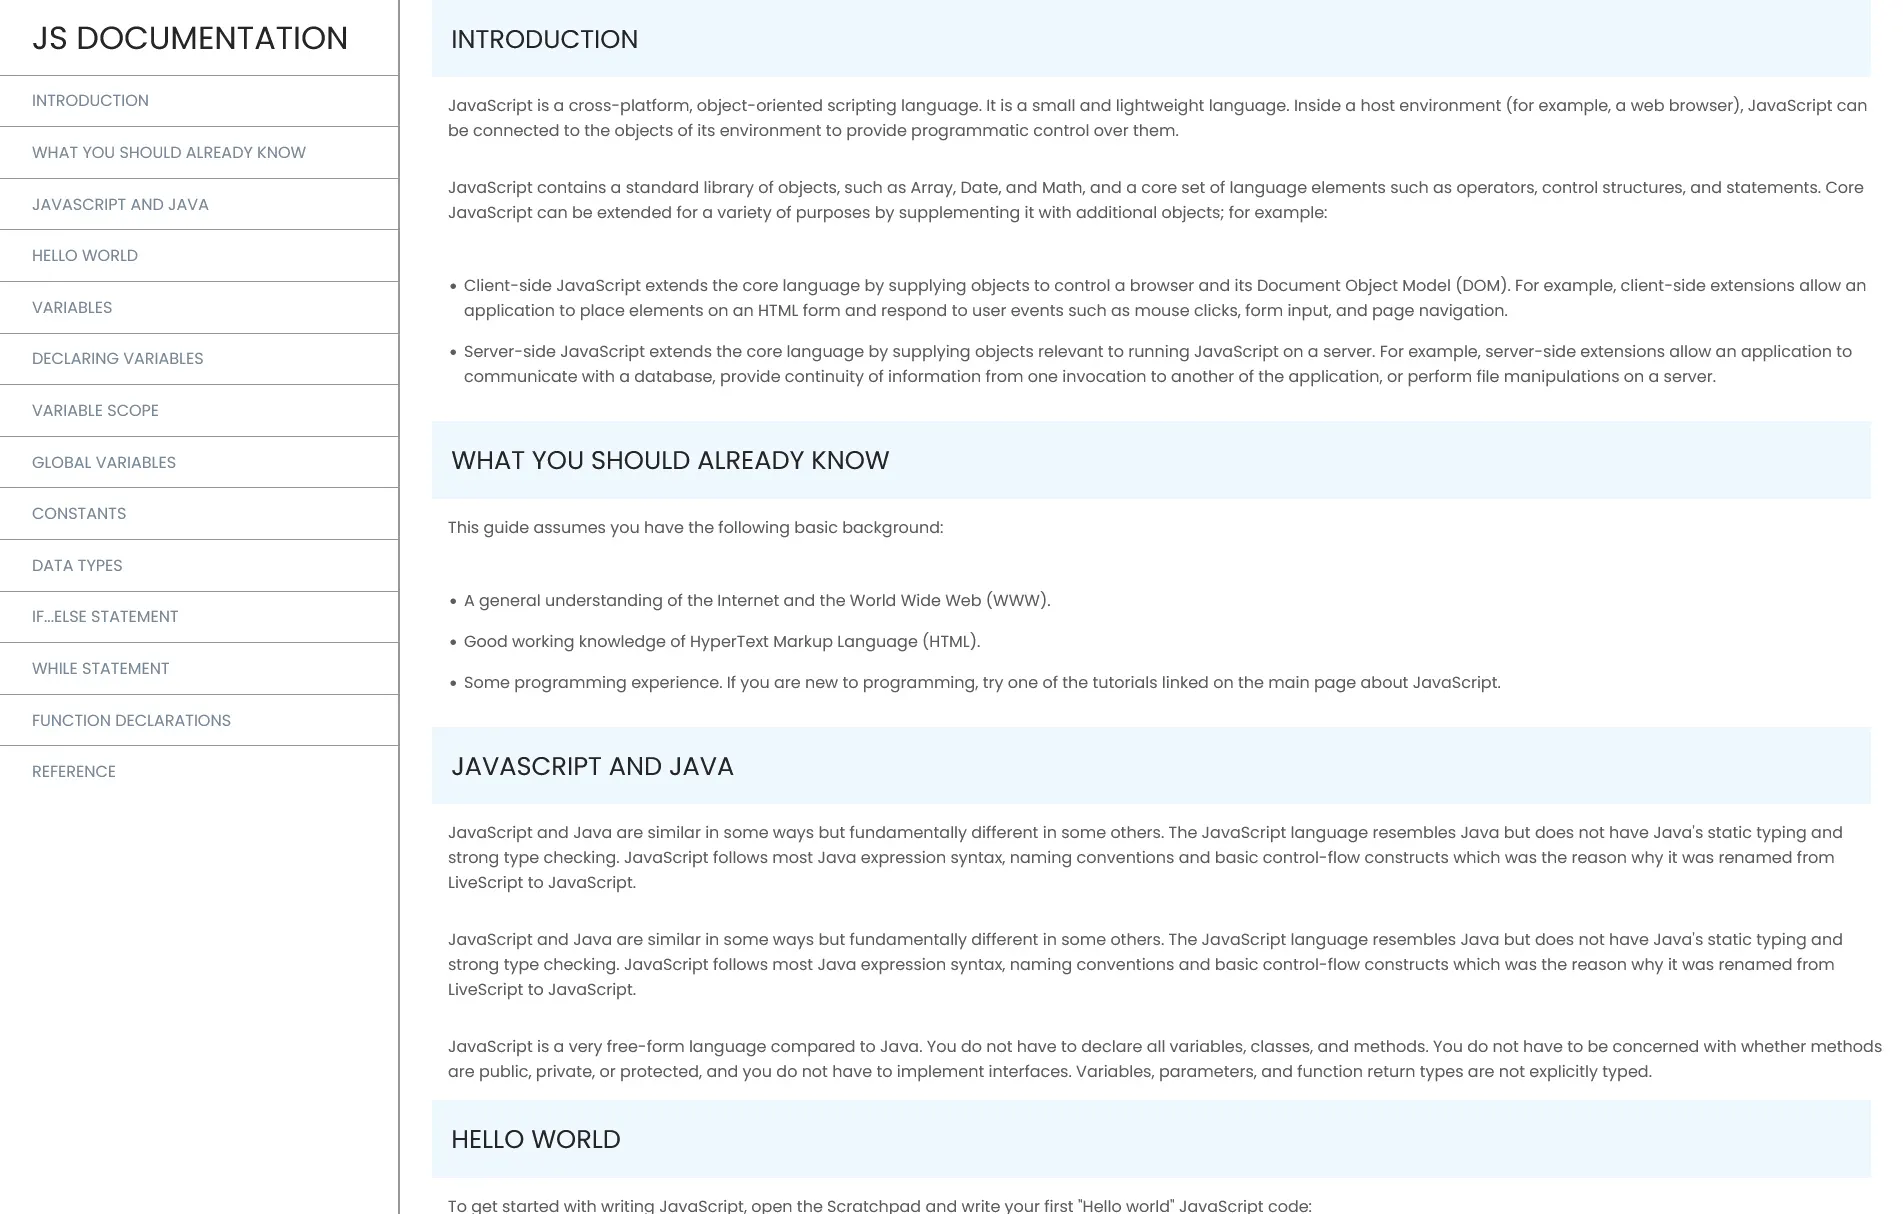 JS DOCUMENTATION
INTRODUCTION
WHAT YOU SHOULD ALREADY KNOW
JAVASCRIPT AND JAVA
HELLO WORLD
VARIABLES
DECLARING VARIABLES
VARIABLE SCOPE
GLOBAL VARIABLES
CONSTANTS
DATA TYPES
IF...ELSE STATEMENT
WHILE STATEMENT
FUNCTION DECLARATIONS
REFERENCE
INTRODUCTION
JavaScript is a cross-platform, object-oriented scripting language. It is a small and lightweight language. Inside a host environment (for example, a web browser), JavaScript can
be connected to the objects of its environment to provide programmatic control over them.
JavaScript contains a standard library of objects, such as Array, Date, and Math, and a core set of language elements such as operators, control structures, and statements. Core
JavaScript can be extended for a variety of purposes by supplementing it with additional objects; for example:
• Client-side JavaScript extends the core language by supplying objects to control a browser and its Document Object Model (DOM). For example, client-side extensions allow an
application to place elements on an HTML form and respond to user events such as mouse clicks, form input, and page navigation.
• Server-side JavaScript extends the core language by supplying objects relevant to running JavaScript on a server. For example, server-side extensions allow an application to
communicate with a database, provide continuity of information from one invocation to another of the application, or perform file manipulations on a server.
WHAT YOU SHOULD ALREADY KNOW
This guide assumes you have the following basic background:
• A general understanding of the Internet and the World Wide Web (WWW).
• Good working knowledge of HyperText Markup Language (HTML).
• Some programming experience. If you are new to programming, try one of the tutorials linked on the main page about JavaScript.
JAVASCRIPT AND JAVA
JavaScript and Java are similar in some ways but fundamentally different in some others. The JavaScript language resembles Java but does not have Java's static typing and
strong type checking. JavaScript follows most Java expression syntax, naming conventions and basic control-flow constructs which was the reason why it was renamed from
LiveScript to JavaScript.
JavaScript and Java are similar in some ways but fundamentally different in some others. The JavaScript language resembles Java but does not have Java's static typing and
strong type checking. JavaScript follows most Java expression syntax, naming conventions and basic control-flow constructs which was the reason why it was renamed from
LiveScript to JavaScript.
JavaScript is a very free-form language compared to Java. You do not have to declare all variables, classes, and methods. You do not have to be concerned with whether methods
are public, private, or protected, and you do not have to implement interfaces. Variables, parameters, and function return types are not explicitly typed.
HELLO WORLD
To get started with writing JavaScript, open the Scratchpad and write your first "Hello world" JavaScript code: